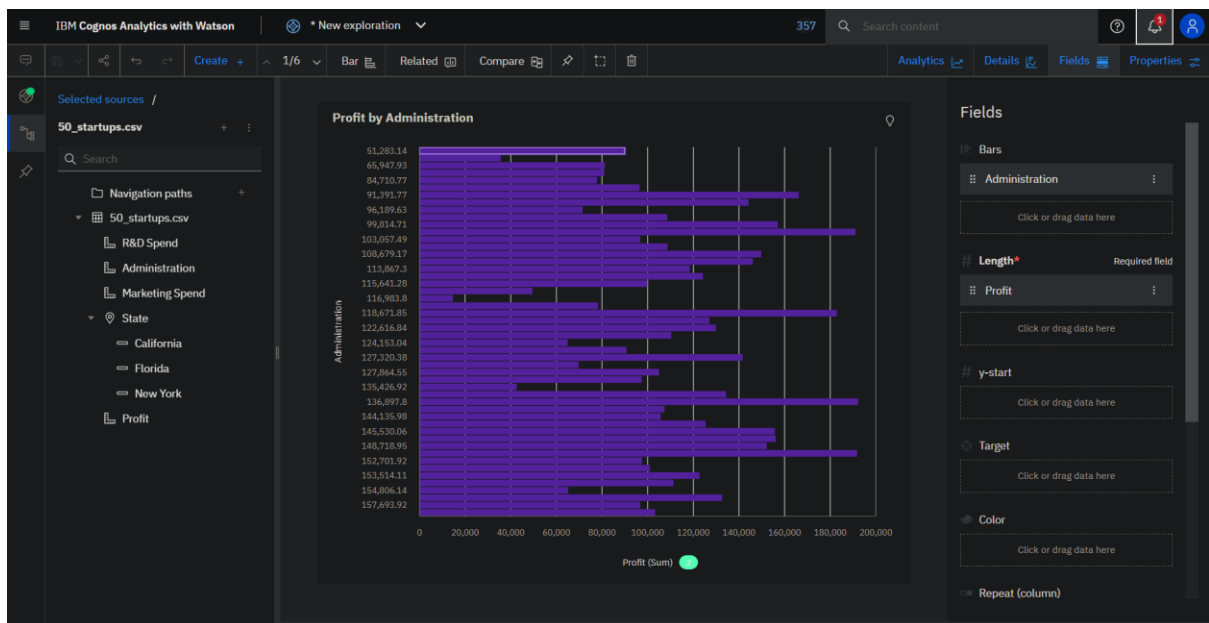 IBM Cognos Analytics with Watson
* New exploration
357
Search content
1
Create +
1/6
Bar
Related
Compare
Analytics
Details
Fields
Properties
Selected sources /
50_startups.csv
Search
Navigation paths
50_startups.csv
R&D Spend
Administration
Marketing Spend
State
California
Florida
New York
Profit
Profit by Administration
Administration
51,283.14
65,947.93
84,710.77
91,391.77
96,189.63
99,814.71
103,057.49
108,679.17
113,867.3
115,641.28
116,983.8
118,671.85
122,616.84
124,153.04
127,320.38
127,864.55
135,426.92
136,897.8
144,135.98
145,530.06
148,718.95
152,701.92
153,514.11
154,806.14
157,693.92
0 20,000 40,000 60,000 80,000 100,000 120,000 140,000 160,000 180,000 200,000
Profit (Sum)
Fields
Bars
Administration
Click or drag data here
# Length* Required field
Profit
Click or drag data here
# y-start
Click or drag data here
Target
Click or drag data here
Color
Click or drag data here
Repeat (column)